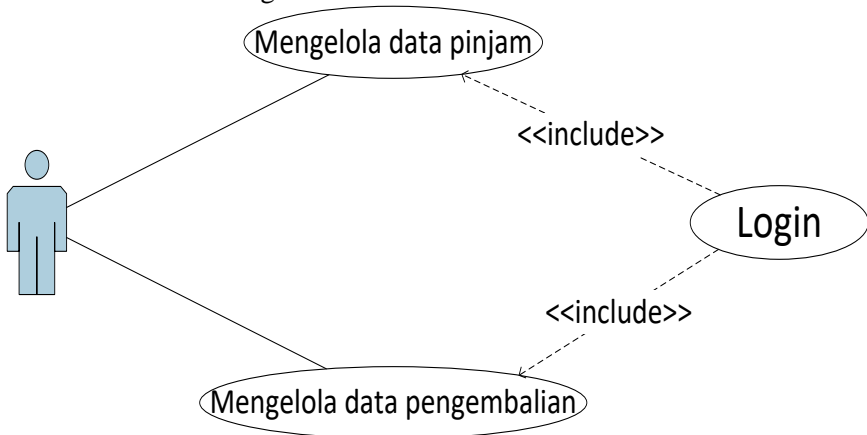 Mengelola data pinjam
<<include>>
Login
<<include>>
Mengelola data pengembalian